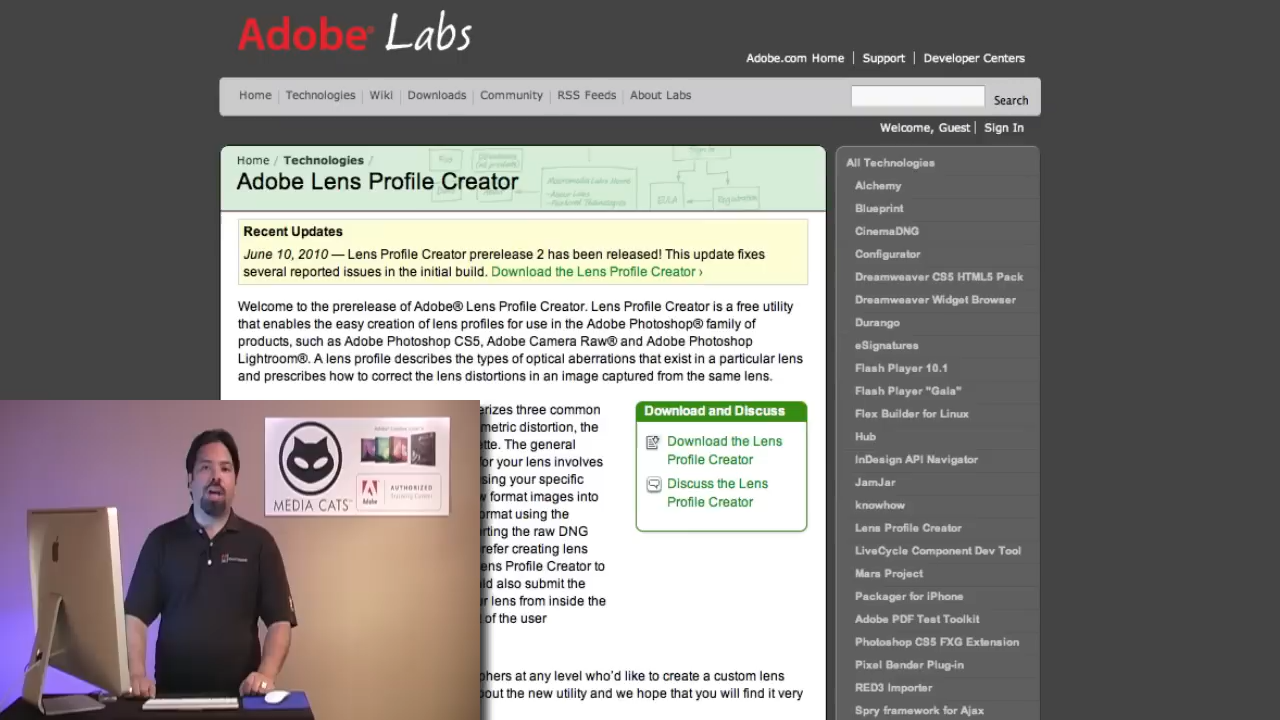 Adobe® Labs
Adobe.com Home | Support | Developer Centers
Home | Technologies | Wiki | Downloads | Community | RSS Feeds | About Labs
Search
Welcome, Guest | Sign In
Home / Technologies /
Adobe Lens Profile Creator
Recent Updates
June 10, 2010 — Lens Profile Creator prerelease 2 has been released! This update fixes
several reported issues in the initial build. Download the Lens Profile Creator ›
Welcome to the prerelease of Adobe® Lens Profile Creator. Lens Profile Creator is a free utility
that enables the easy creation of lens profiles for use in the Adobe Photoshop® family of
products, such as Adobe Photoshop CS5, Adobe Camera Raw® and Adobe Photoshop
Lightroom®. A lens profile describes the types of optical aberrations that exist in a particular lens
and prescribes how to correct the lens distortions in an image captured from the same lens.
erizes three common
metric distortion, the
ette. The general
for your lens involves
sing your specific
format images into
ormat using the
rting the raw DNG
refer creating lens
ens Profile Creator to
ld also submit the
r lens from inside the
t of the user
phers at any level who'd like to create a custom lens
bout the new utility and we hope that you will find it very
Download and Discuss
Download the Lens
Profile Creator
Discuss the Lens
Profile Creator
All Technologies
Alchemy
Blueprint
CinemaDNG
Configurator
Dreamweaver CS5 HTML5 Pack
Dreamweaver Widget Browser
Durango
eSignatures
Flash Player 10.1
Flash Player "Gala"
Flex Builder for Linux
Hub
InDesign API Navigator
JamJar
knowhow
Lens Profile Creator
LiveCycle Component Dev Tool
Mars Project
Packager for iPhone
Adobe PDF Test Toolkit
Photoshop CS5 FXG Extension
Pixel Bender Plug-in
RED3 Importer
Spry framework for Ajax
MEDIA CATS
Adobe
AUTHORIZED
Training Center